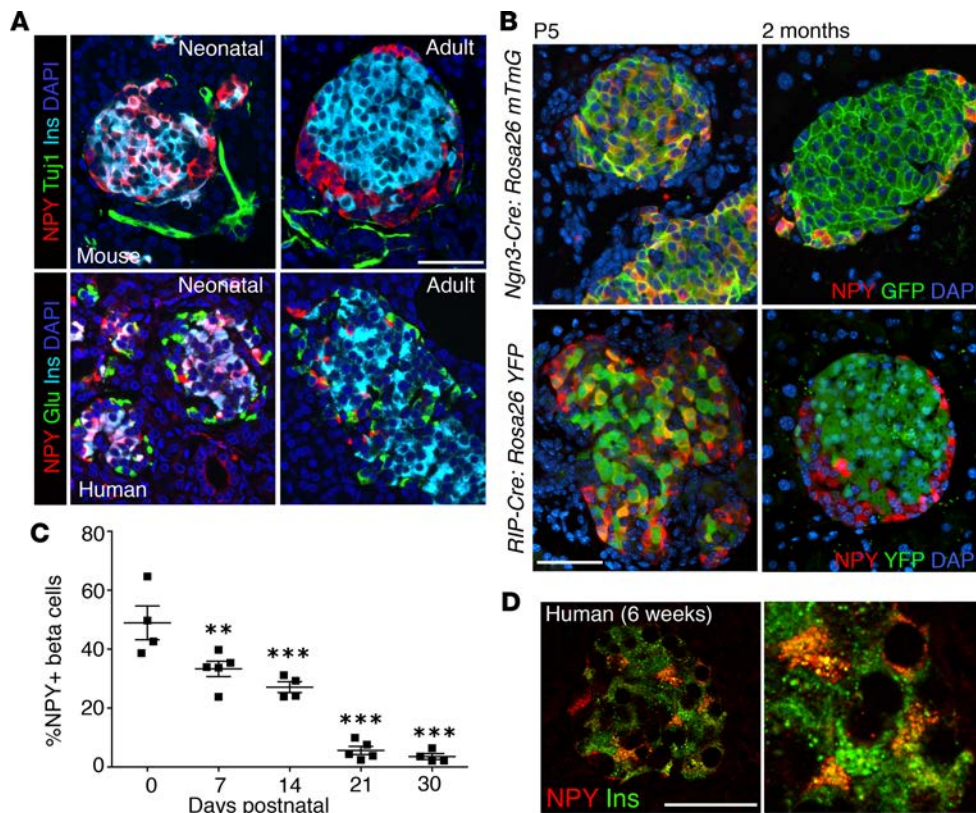 A
NPY Tuj1 Ins DAPI
Neonatal
Adult
Mouse
NPY Glu Ins DAPI
Neonatal
Adult
Human
B
P5
2 months
Ngn3-Cre: Rosa26 mTmG
NPY GFP DAP
RIP-Cre: Rosa26 YFP
NPY YFP DAP
C
%NPY+ beta cells
80
60
40
20
0
**
***
***
***
0 7 14 21 30
Days postnatal
D
Human (6 weeks)
NPY Ins